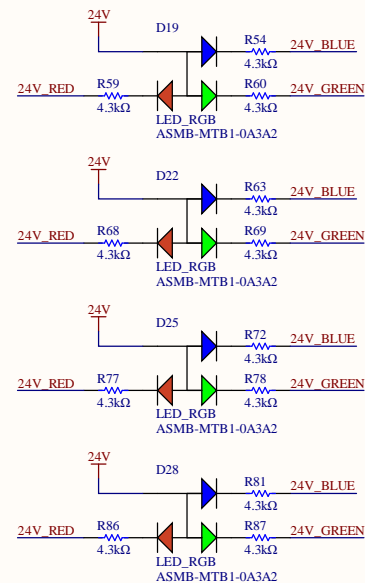 24V
D19
R54
24V_BLUE
4.3kΩ
24V_RED
R59
R60
24V_GREEN
4.3kΩ
4.3kΩ
LED_RGB
ASMB-MTB1-0A3A2
24V
D22
R63
24V_BLUE
4.3kΩ
24V_RED
R68
R69
24V_GREEN
4.3kΩ
4.3kΩ
LED_RGB
ASMB-MTB1-0A3A2
24V
D25
R72
24V_BLUE
4.3kΩ
24V_RED
R77
R78
24V_GREEN
4.3kΩ
4.3kΩ
LED_RGB
ASMB-MTB1-0A3A2
24V
D28
R81
24V_BLUE
4.3kΩ
24V_RED
R86
R87
24V_GREEN
4.3kΩ
4.3kΩ
LED_RGB
ASMB-MTB1-0A3A2